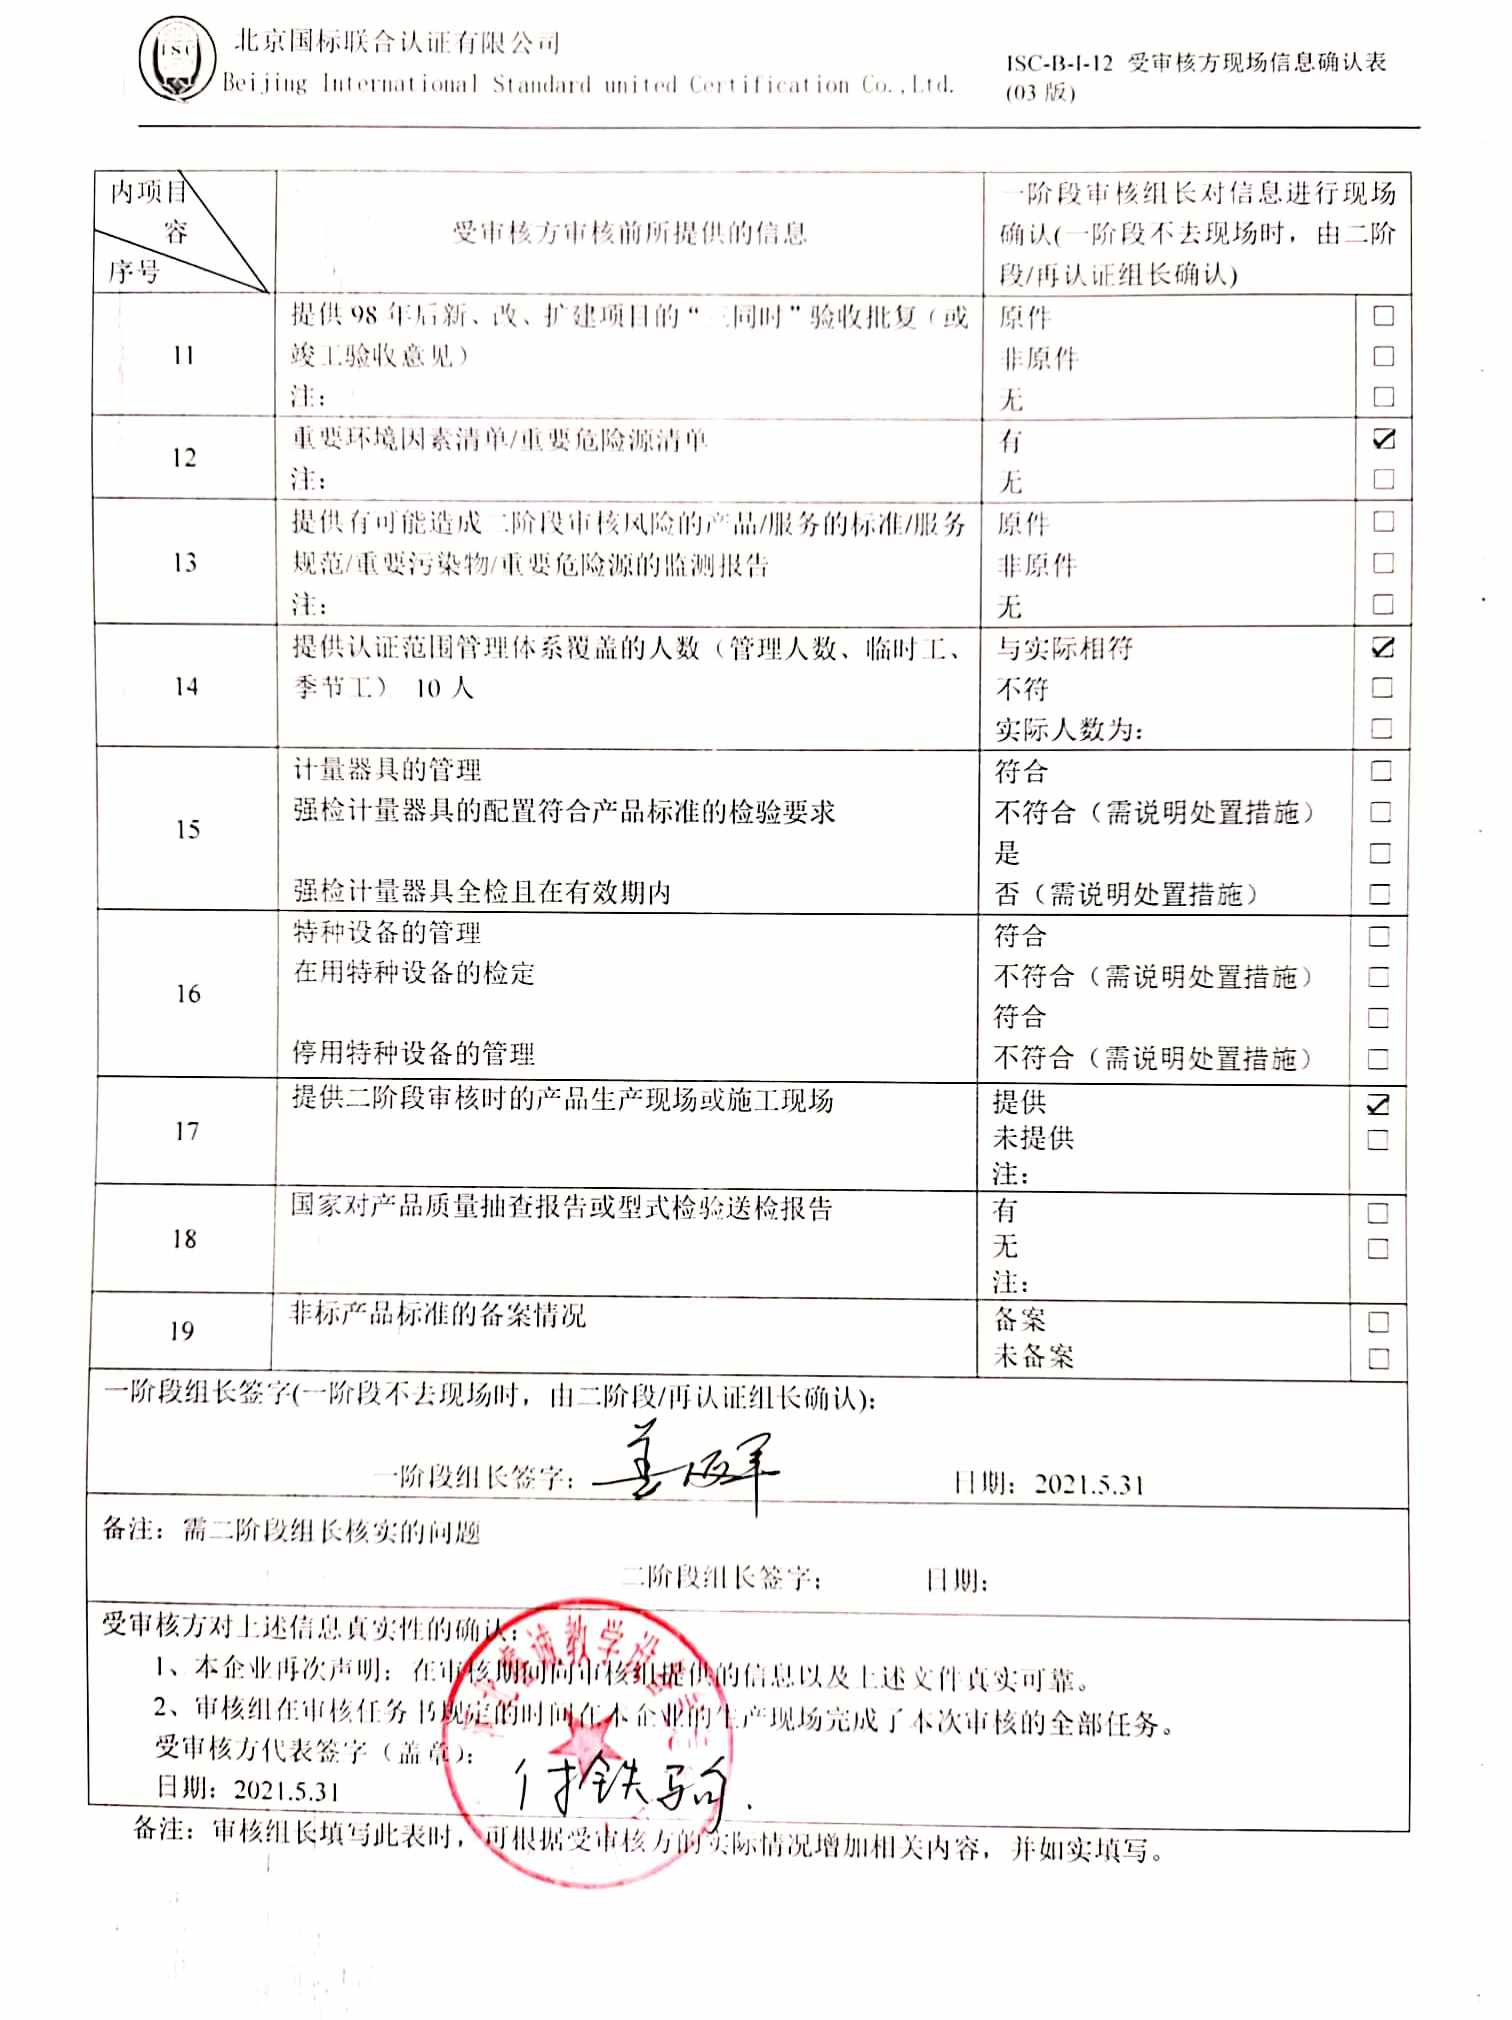 ISC
北京国标联合认证有限公司
Beijing International Standard united Certification Co.,Ltd.
ISC-B-I-12 受审核方现场信息确认表
(03 版)
内项目
容
序号
受审核方审核前所提供的信息
一阶段审核组长对信息进行现场
确认(一阶段不去现场时，由二阶
段/再认证组长确认)
11
提供 98 年后新、改、扩建项目的“三同时”验收批复（或
竣工验收意见）
注：
原件 □
非原件 □
无 □
12
重要环境因素清单/重要危险源清单
注：
有 ☑
无 □
13
提供有可能造成二阶段审核风险的产品/服务的标准/服务
规范/重要污染物/重要危险源的监测报告
注：
原件 □
非原件 □
无 □
14
提供认证范围管理体系覆盖的人数（管理人数、临时工、
季节工） 10 人
与实际相符 ☑
不符 □
实际人数为: □
15
计量器具的管理
强检计量器具的配置符合产品标准的检验要求
强检计量器具全检且在有效期内
符合 □
不符合（需说明处置措施） □
是 □
否（需说明处置措施） □
16
特种设备的管理
在用特种设备的检定
停用特种设备的管理
符合 □
不符合（需说明处置措施） □
符合 □
不符合（需说明处置措施） □
17
提供二阶段审核时的产品生产现场或施工现场
提供 ☑
未提供 □
注：
18
国家对产品质量抽查报告或型式检验送检报告
有 □
无 □
注：
19
非标产品标准的备案情况
备案 □
未备案 □
一阶段组长签字(一阶段不去现场时，由二阶段/再认证组长确认):
一阶段组长签字： 日期：2021.5.31
备注：需二阶段组长核实的问题
二阶段组长签字： 日期：
受审核方对上述信息真实性的确认：
1、本企业再次声明：在审核期间向审核组提供的信息以及上述文件真实可靠。
2、审核组在审核任务书规定的时间在本企业的生产现场完成了本次审核的全部任务。
受审核方代表签字（盖章）： 付铁驹
日期：2021.5.31
诚教学设
备注：审核组长填写此表时，可根据受审核方的实际情况增加相关内容，并如实填写。